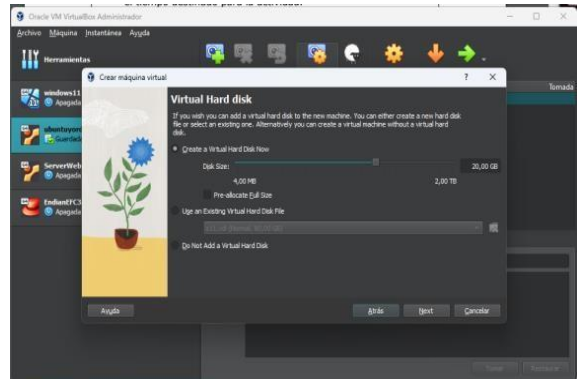 Oracle VM VirtualBox Administrador
Archivo Máquina Instantánea Ayuda
Herramientas
Tomada
windows11
Apagada
Guardada
ServerWeb
Apagada
EndianEFC3
Apagada
Crear máquina virtual
? X
Virtual Hard disk
If you wish you can add a virtual hard disk to the new machine. You can either create a new hard disk
file or select an existing one. Alternatively you can create a virtual machine without a virtual hard
disk.
Create a Virtual Hard Disk Now
Disk Size: 20,00 GB
4,00 MB 2,00 TB
Pre-allocate Full Size
Use an Existing Virtual Hard Disk File
Do Not Add a Virtual Hard Disk
Ayuda Atrás Next Cancelar